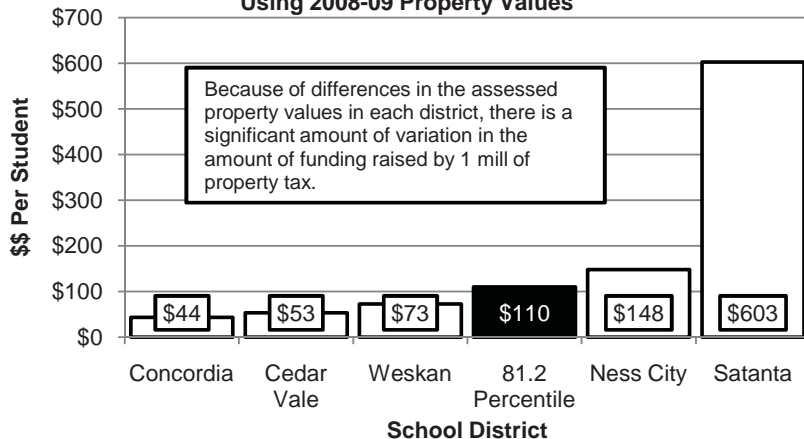 Using 2008-09 Property Values
$700
$600
$500
$400
$300
$200
$100
$0
$$ Per Student
Because of differences in the assessed
property values in each district, there is a
significant amount of variation in the
amount of funding raised by 1 mill of
property tax.
$44
$53
$73
$110
$148
$603
Concordia
Cedar
Vale
Weskan
81.2
Percentile
Ness City
Satanta
School District